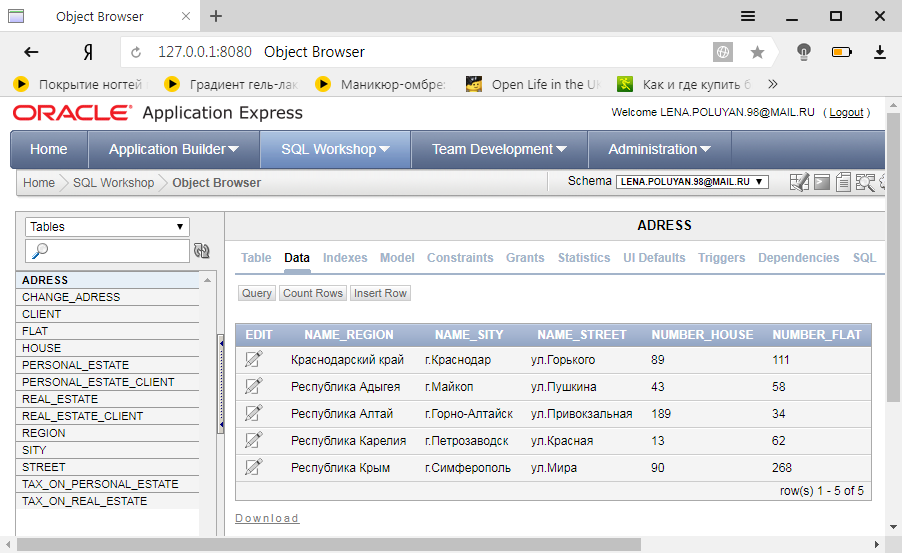 Object Browser
Я 127.0.0.1:8080 Object Browser
Покрытие ногтей Градиент гель-лак Маникюр-омбре: Open Life in the UK Как и где купить б
ORACLE Application Express
Welcome LENA.POLUYAN.98@MAIL.RU ( Logout )
Home Application Builder SQL Workshop Team Development Administration
Home SQL Workshop Object Browser Schema LENA.POLUYAN.98@MAIL.RU
Tables
ADRESS
CHANGE_ADRESS
CLIENT
FLAT
HOUSE
PERSONAL_ESTATE
PERSONAL_ESTATE_CLIENT
REAL_ESTATE
REAL_ESTATE_CLIENT
REGION
SITY
STREET
TAX_ON_PERSONAL_ESTATE
TAX_ON_REAL_ESTATE
ADRESS
Table Data Indexes Model Constraints Grants Statistics UI Defaults Triggers Dependencies SQL
Query Count Rows Insert Row
EDIT NAME_REGION NAME_SITY NAME_STREET NUMBER_HOUSE NUMBER_FLAT
Краснодарский край г.Краснодар ул.Горького 89 111
Республика Адыгея г.Майкоп ул.Пушкина 43 58
Республика Алтай г.Горно-Алтайск ул.Привокзальная 189 34
Республика Карелия г.Петрозаводск ул.Красная 13 62
Республика Крым г.Симферополь ул.Мира 90 268
row(s) 1 - 5 of 5
Download